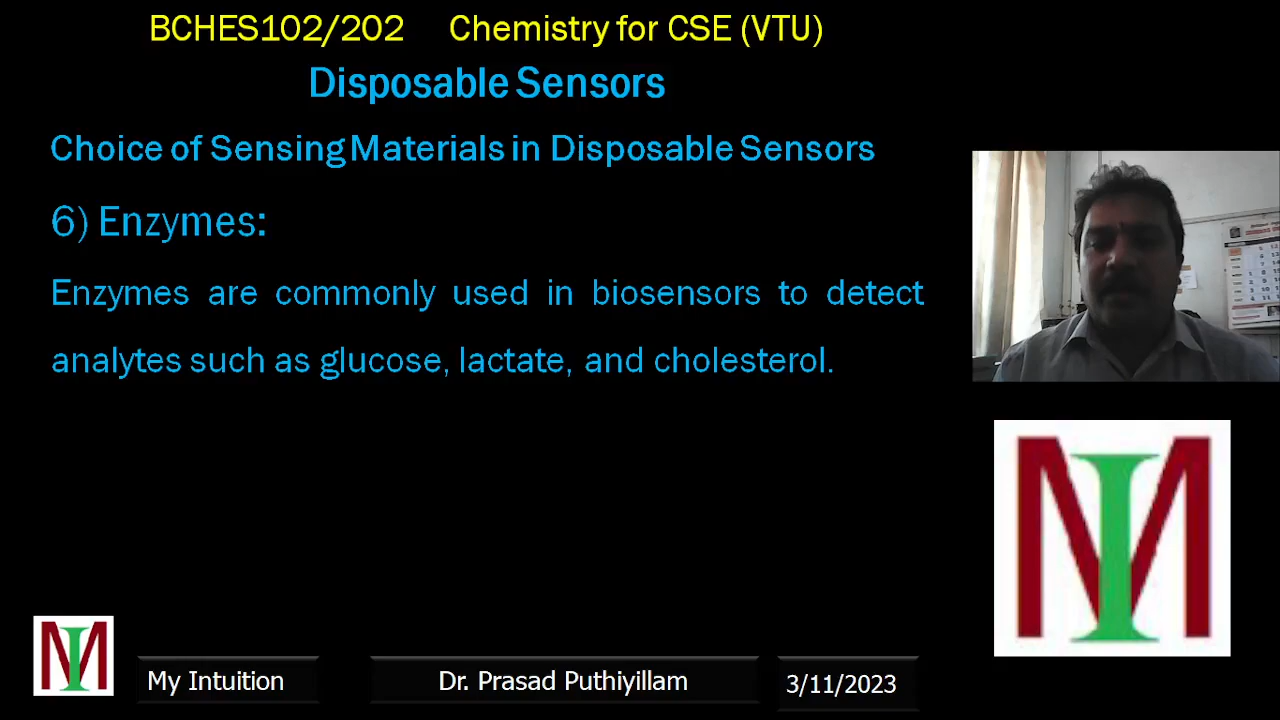 BCHES102/202 Chemistry for CSE (VTU)
Disposable Sensors
Choice of Sensing Materials in Disposable Sensors
6) Enzymes:
Enzymes are commonly used in biosensors to detect
analytes such as glucose, lactate, and cholesterol.
MI
MI
My Intuition
Dr. Prasad Puthiyillam
3/11/2023